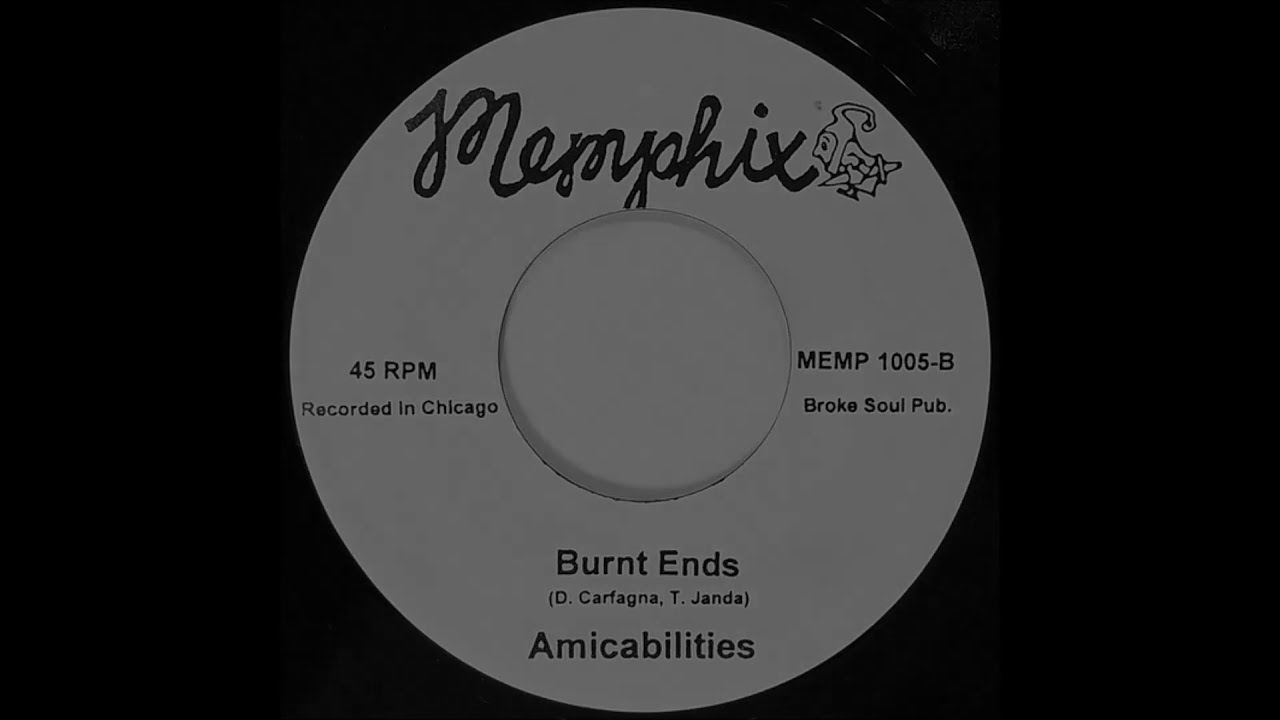 Memphix
45 RPM
Recorded in Chicago
MEMP 1005-B
Broke Soul Pub.
Burnt Ends
(D. Carfagna, T. Janda)
Amicabilities